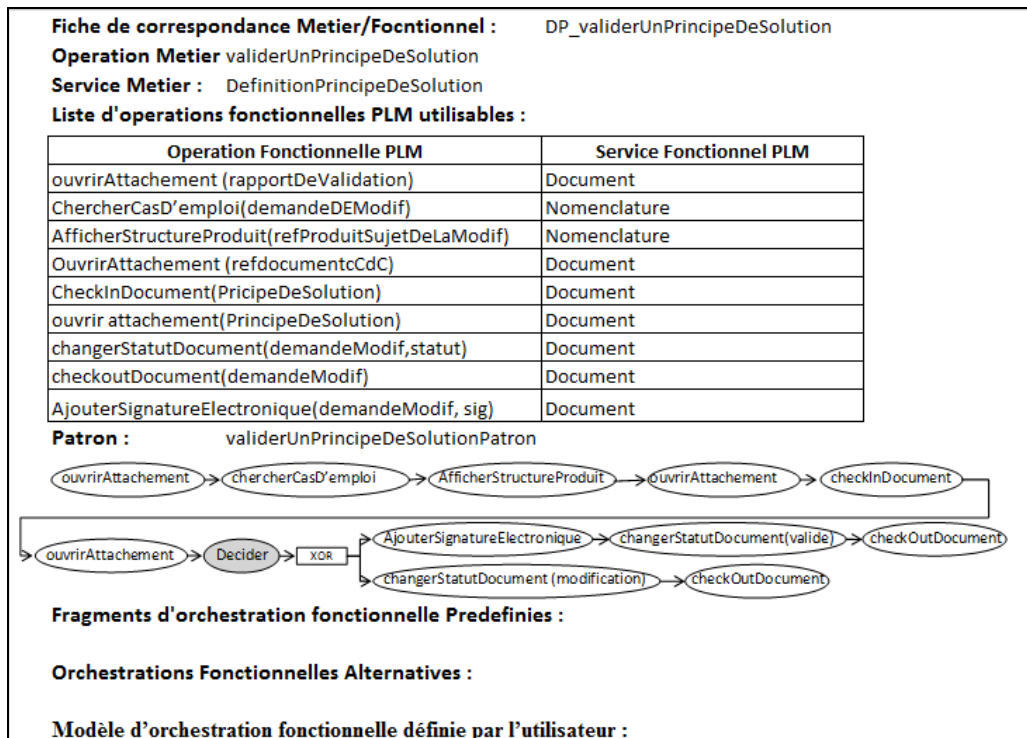 Fiche de correspondance Metier/Focntionnel : DP_validerUnPrincipeDeSolution
Operation Metier validerUnPrincipeDeSolution
Service Metier : DefinitionPrincipeDeSolution
Liste d'operations fonctionnelles PLM utilisables :
Operation Fonctionnelle PLM Service Fonctionnel PLM
ouvrirAttachement (rapportDeValidation) Document
ChercherCasD’emploi(demandeDEModif) Nomenclature
AfficherStructureProduit(refProduitSujetDeLaModif) Nomenclature
OuvrirAttachement (refdocumentcCdC) Document
CheckInDocument(PricipeDeSolution) Document
ouvrir attachement(PrincipeDeSolution) Document
changerStatutDocument(demandeModif,statut) Document
checkoutDocument(demandeModif) Document
AjouterSignatureElectronique(demandeModif, sig) Document
Patron : validerUnPrincipeDeSolutionPatron
ouvrirAttachement chercherCasD’emploi AfficherStructureProduit ouvrirAttachement checkInDocument
AjouterSignatureElectronique changerStatutDocument(valide) checkOutDocument
ouvrirAttachement Decider XOR
changerStatutDocument (modification) checkOutDocument
Fragments d'orchestration fonctionnelle Predefinies :
Orchestrations Fonctionnelles Alternatives :
Modèle d’orchestration fonctionnelle définie par l’utilisateur :